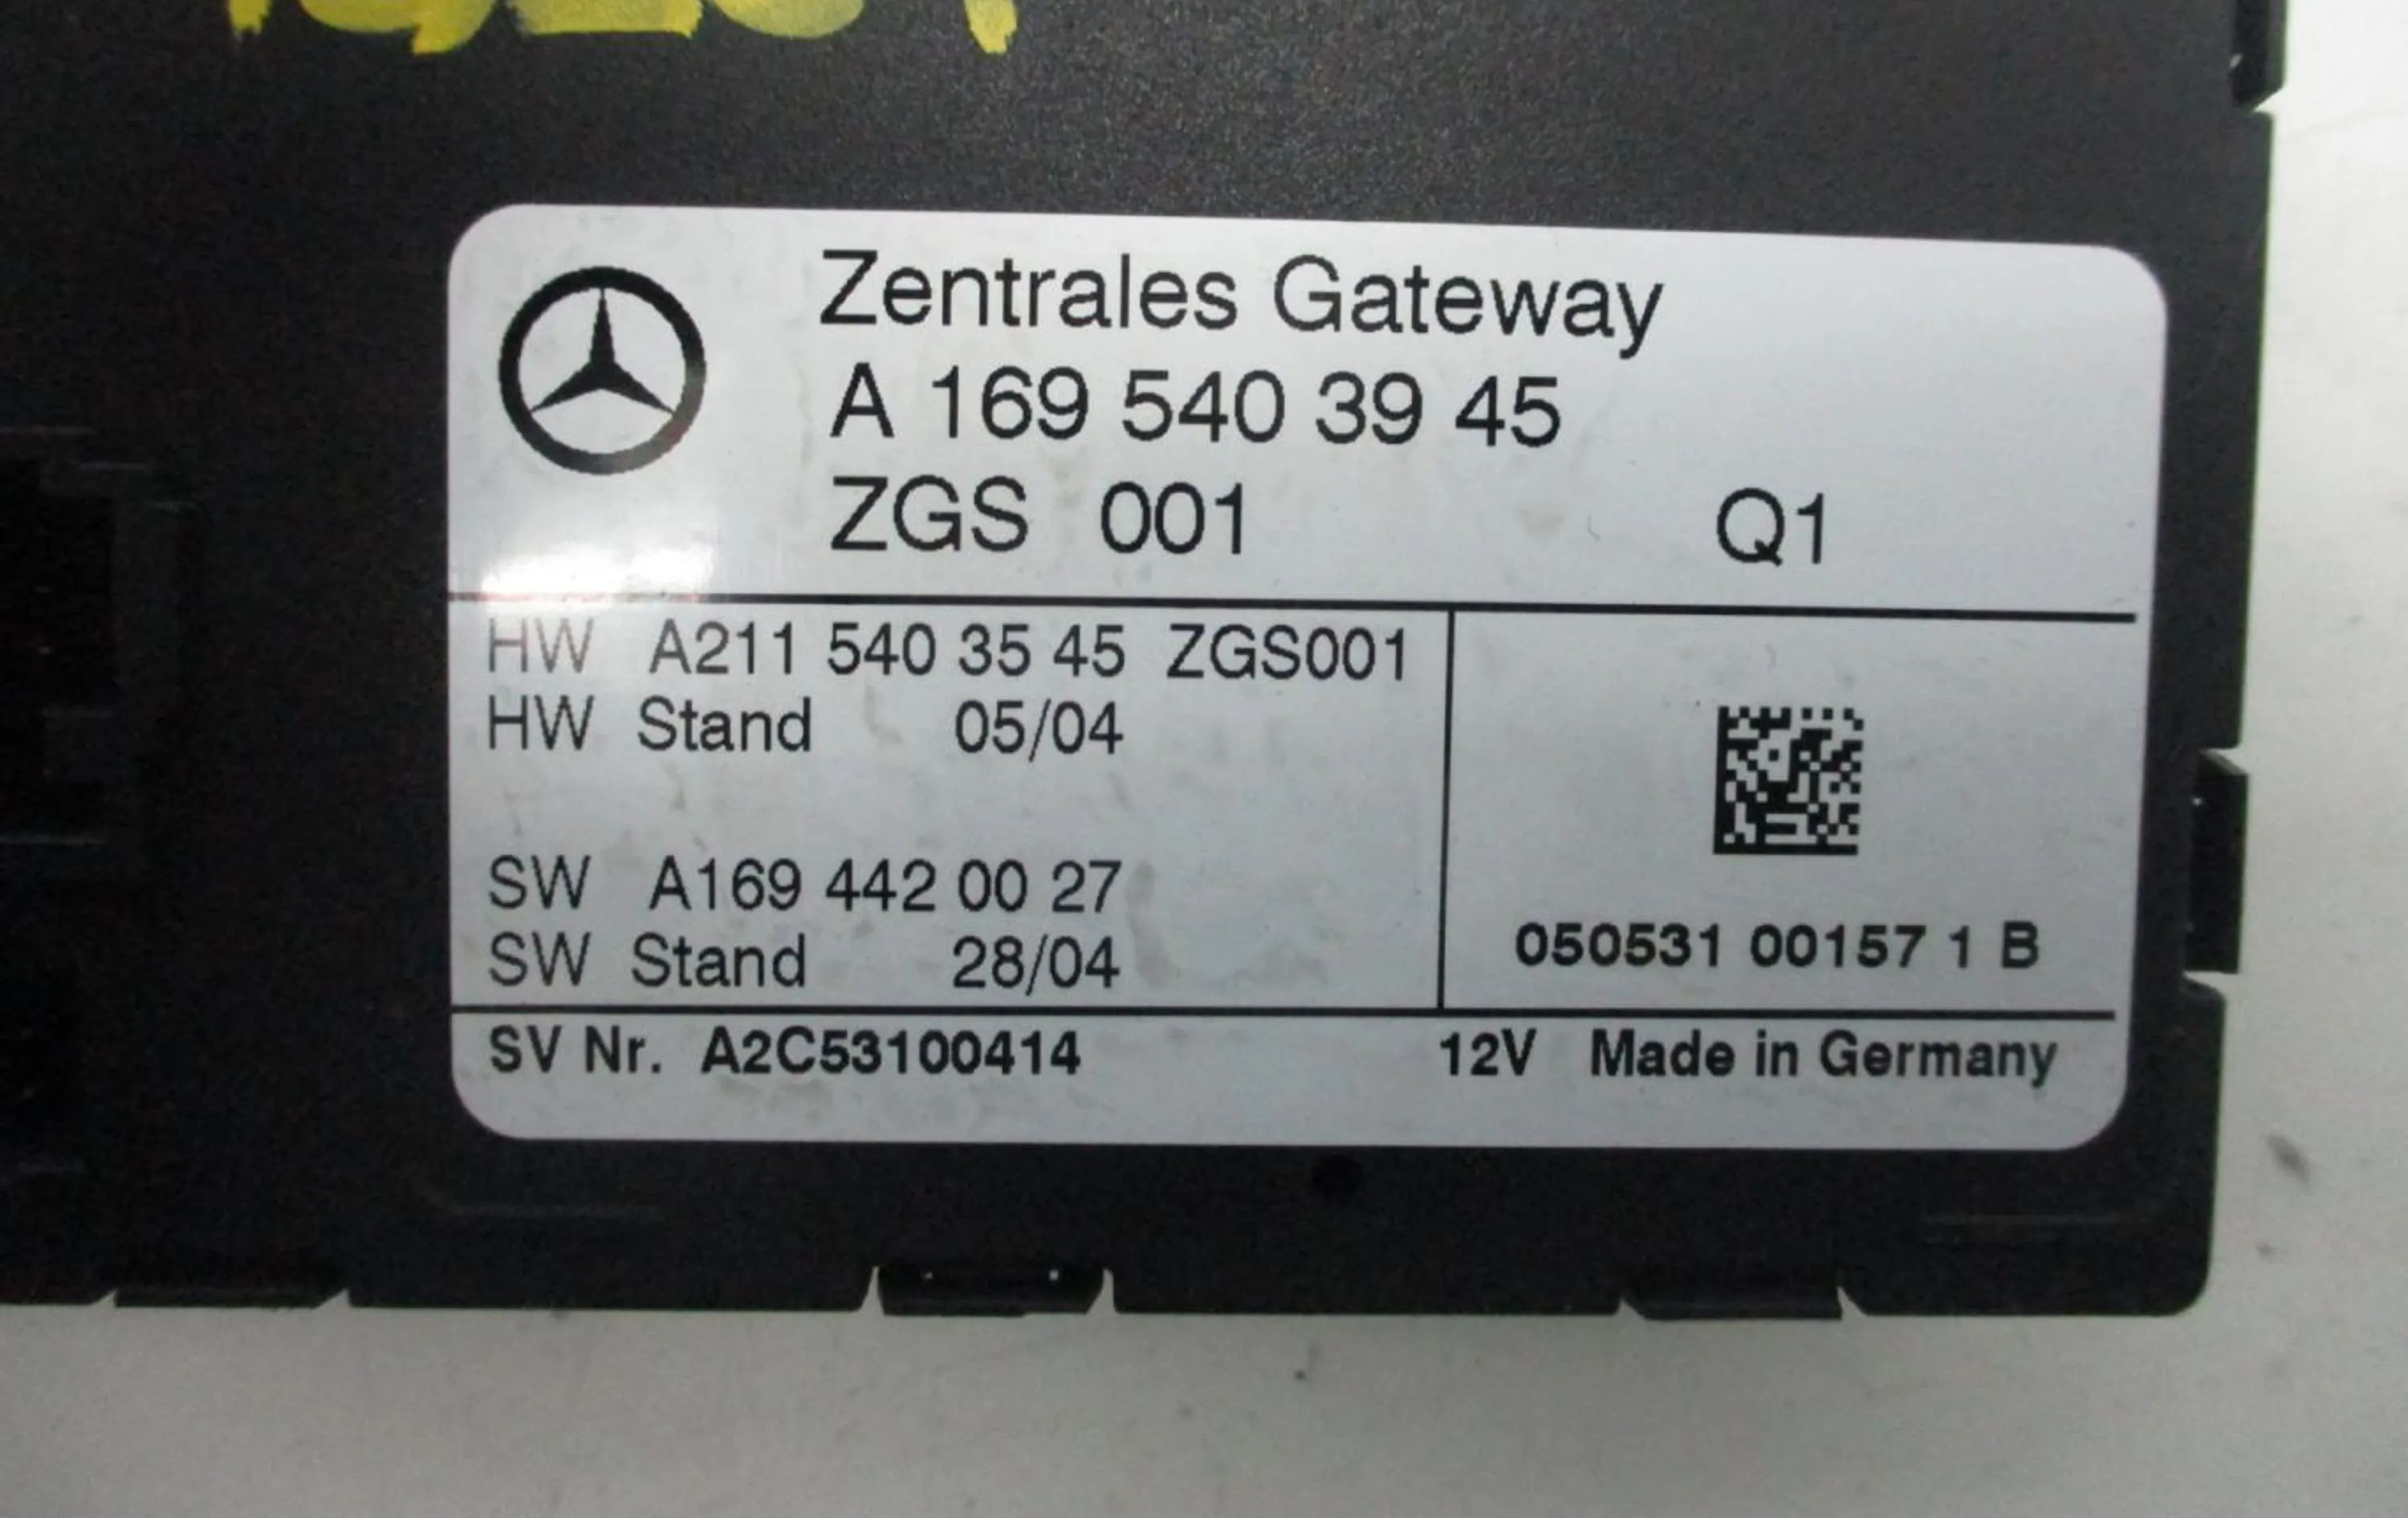 Zentrales Gateway
A 169 540 39 45
ZGS 001 Q1
HW A211 540 35 45 ZGS001
HW Stand 05/04
SW A169 442 00 27
SW Stand 28/04
050531 00157 1 B
SV Nr. A2C53100414 12V Made in Germany